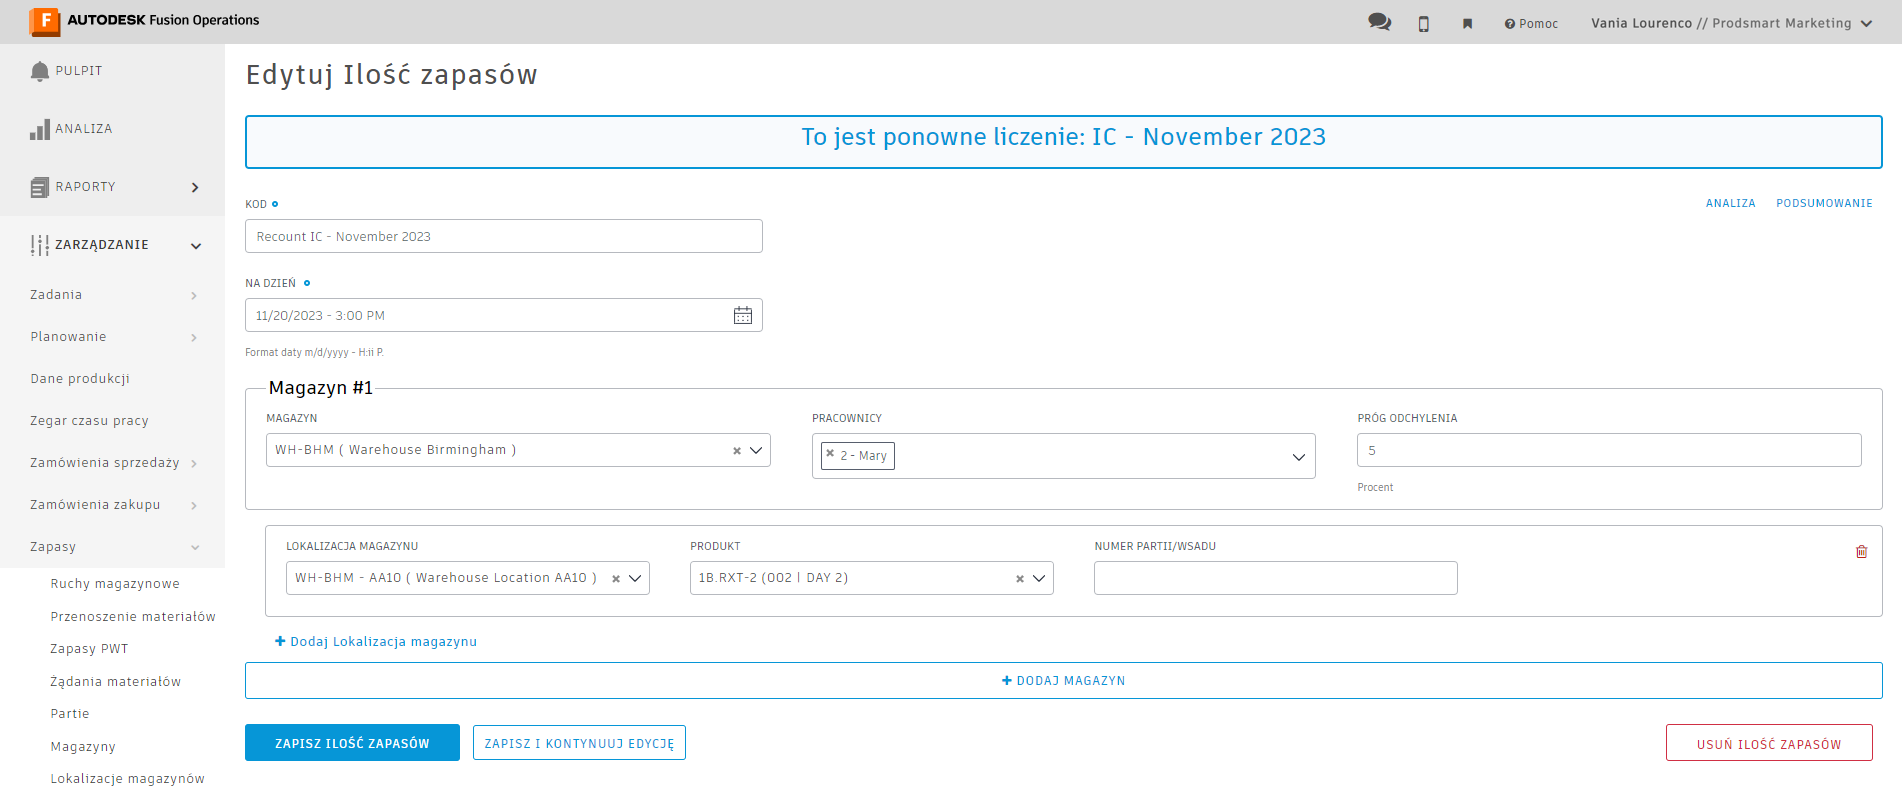 AUTODESK Fusion Operations
Pomoc
Vania Lourenco // Prodsmart Marketing
PULPIT
ANALIZA
RAPORTY
ZARZĄDZANIE
Zadania
Planowanie
Dane produkcji
Zegar czasu pracy
Zamówienia sprzedaży
Zamówienia zakupu
Zapasy
Ruchy magazynowe
Przenoszenie materiałów
Zapasy PWT
Żądania materiałów
Partie
Magazyny
Lokalizacje magazynów
Edytuj Ilość zapasów
To jest ponowne liczenie: IC - November 2023
ANALIZA PODSUMOWANIE
KOD
Recount IC - November 2023
NA DZIEŃ
11/20/2023 - 3:00 PM
Format daty m/d/yyyy - H:ii P.
Magazyn #1
MAGAZYN PRACOWNICY PRÓG ODCHYLENIA
WH-BHM ( Warehouse Birmingham ) × 2 - Mary 5
Procent
LOKALIZACJA MAGAZYNU PRODUKT NUMER PARTII/WSADU
WH-BHM - AA10 ( Warehouse Location AA10 ) × 1B.RXT-2 (002 | DAY 2) ×
+ Dodaj Lokalizacja magazynu
+ DODAJ MAGAZYN
ZAPISZ ILOŚĆ ZAPASÓW ZAPISZ I KONTYNUUJ EDYCJĘ USUŃ ILOŚĆ ZAPASÓW